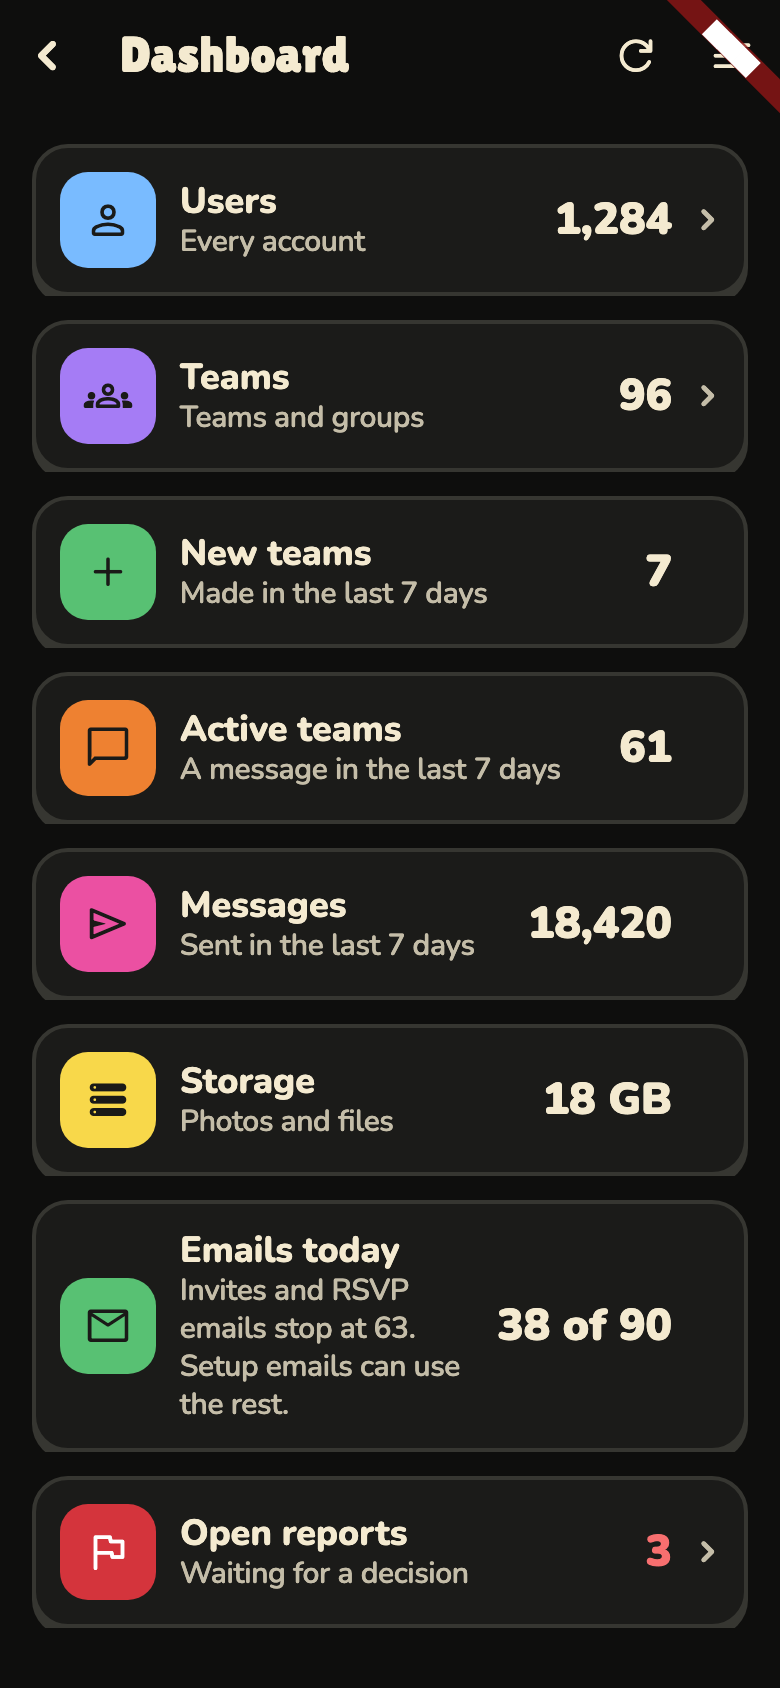 Dashboard
Users
Every account
1,284
Teams
Teams and groups
96
New teams
Made in the last 7 days
7
Active teams
A message in the last 7 days
61
Messages
Sent in the last 7 days
18,420
Storage
Photos and files
18 GB
Emails today
Invites and RSVP
emails stop at 63.
Setup emails can use
the rest.
38 of 90
Open reports
Waiting for a decision
3